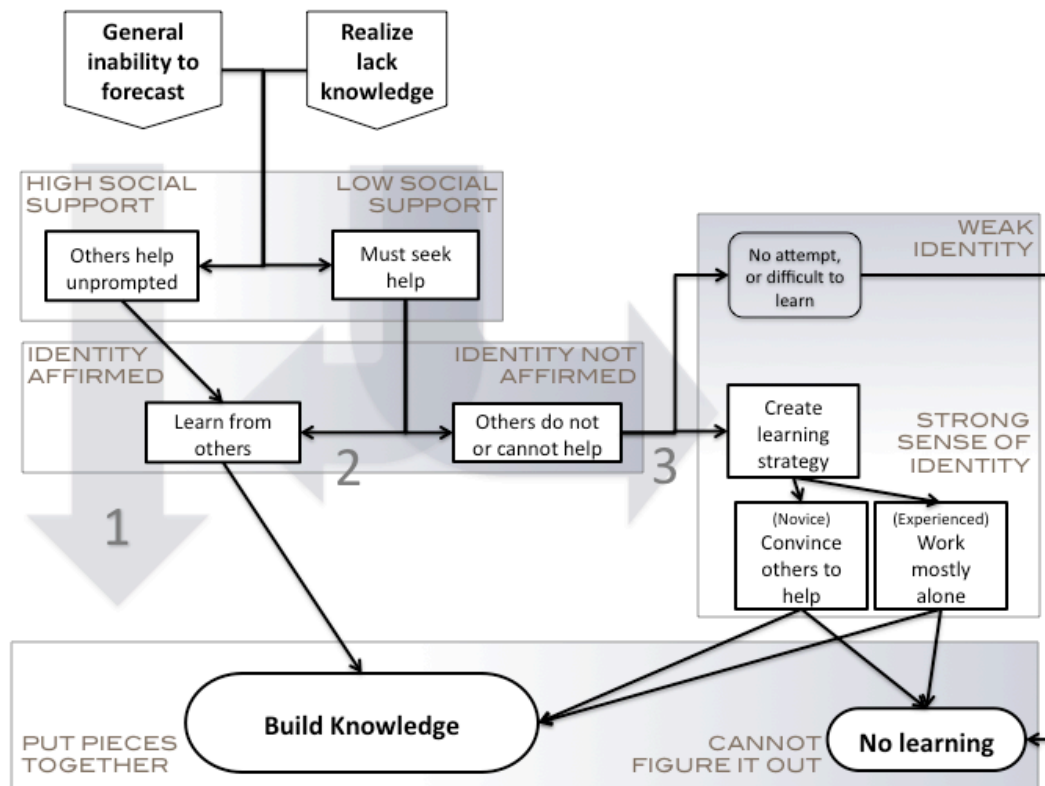 General
inability to
forecast
Realize
lack
knowledge
HIGH SOCIAL
SUPPORT
LOW SOCIAL
SUPPORT
Others help
unprompted
Must seek
help
WEAK
IDENTITY
No attempt,
or difficult to
learn
IDENTITY
AFFIRMED
IDENTITY NOT
AFFIRMED
Learn from
others
Others do not
or cannot help
Create
learning
strategy
STRONG
SENSE OF
IDENTITY
1
2
3
(Novice)
Convince
others to
help
(Experienced)
Work
mostly
alone
Build Knowledge
No learning
PUT PIECES
TOGETHER
CANNOT
FIGURE IT OUT